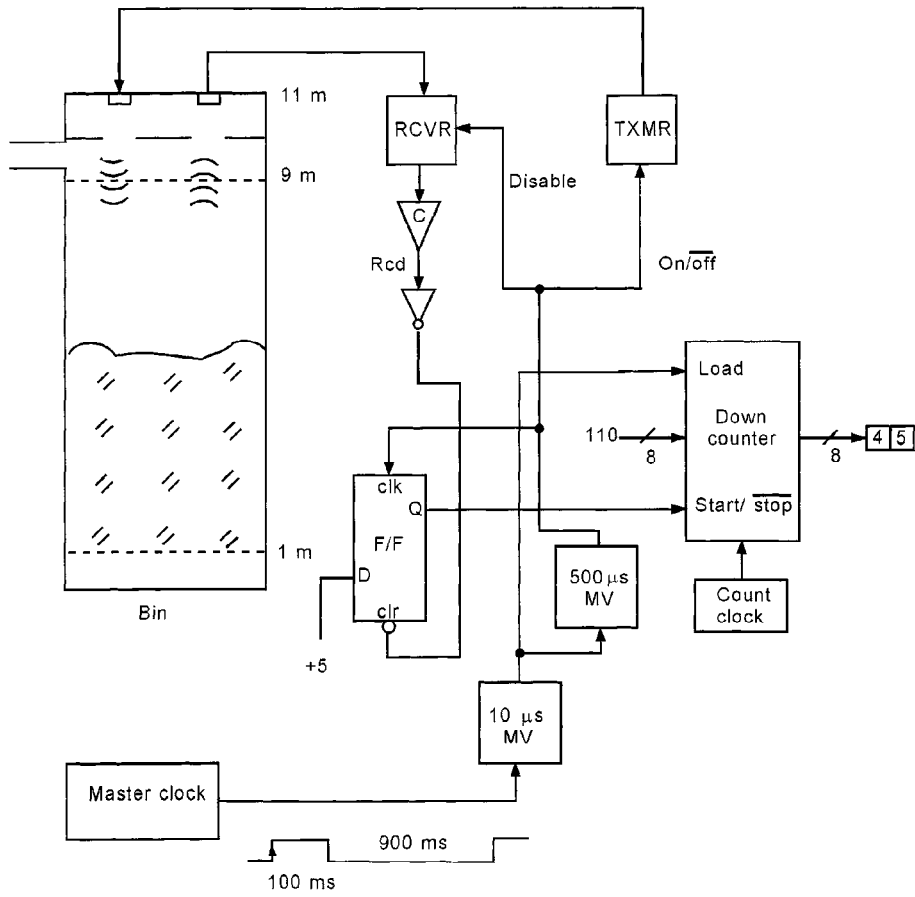 11 m
RCVR
TXMR
9 m
Disable
C
Rcd
On/off
Load
110
8
Down
counter
8
4 5
clk
Q
Start/ stop
F/F
1 m
D
500 μs
MV
Count
clock
Bin
clr
+5
10 μs
MV
Master clock
900 ms
100 ms